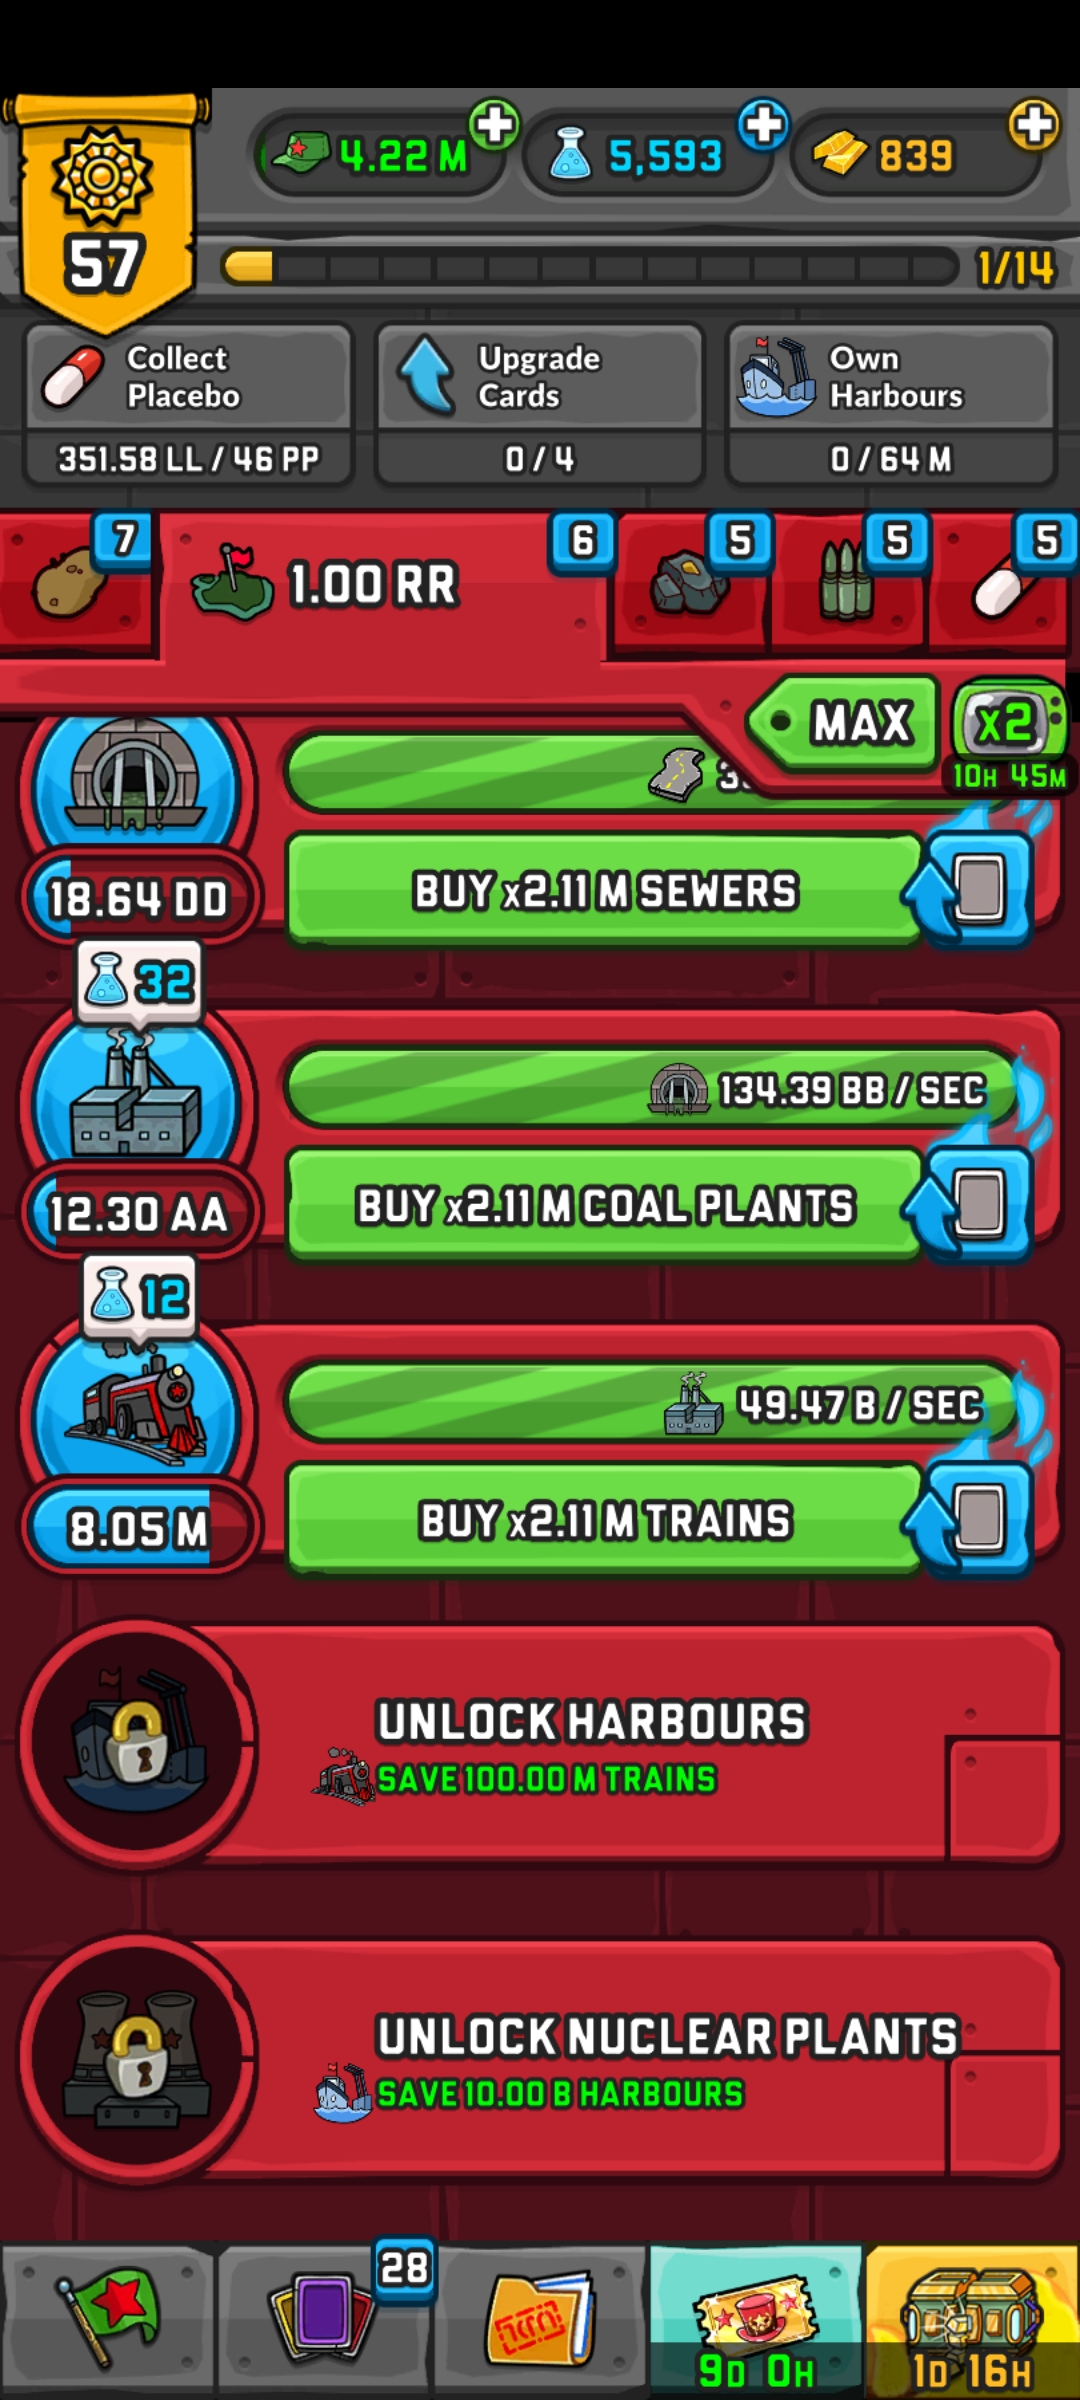 4.22 M
5,593
839
57
1/14
Collect
Placebo
351.58 LL / 46 PP
Upgrade
Cards
0 / 4
Own
Harbours
0 / 64 M
7
1.00 RR
6
5
5
5
MAX
x2
10H 45M
18.64 DD
BUY x2.11 M SEWERS
32
134.39 BB / SEC
12.30 AA
BUY x2.11 M COAL PLANTS
12
49.47 B / SEC
8.05 M
BUY x2.11 M TRAINS
UNLOCK HARBOURS
SAVE 100.00 M TRAINS
UNLOCK NUCLEAR PLANTS
SAVE 10.00 B HARBOURS
28
9D 0H
1D 16H